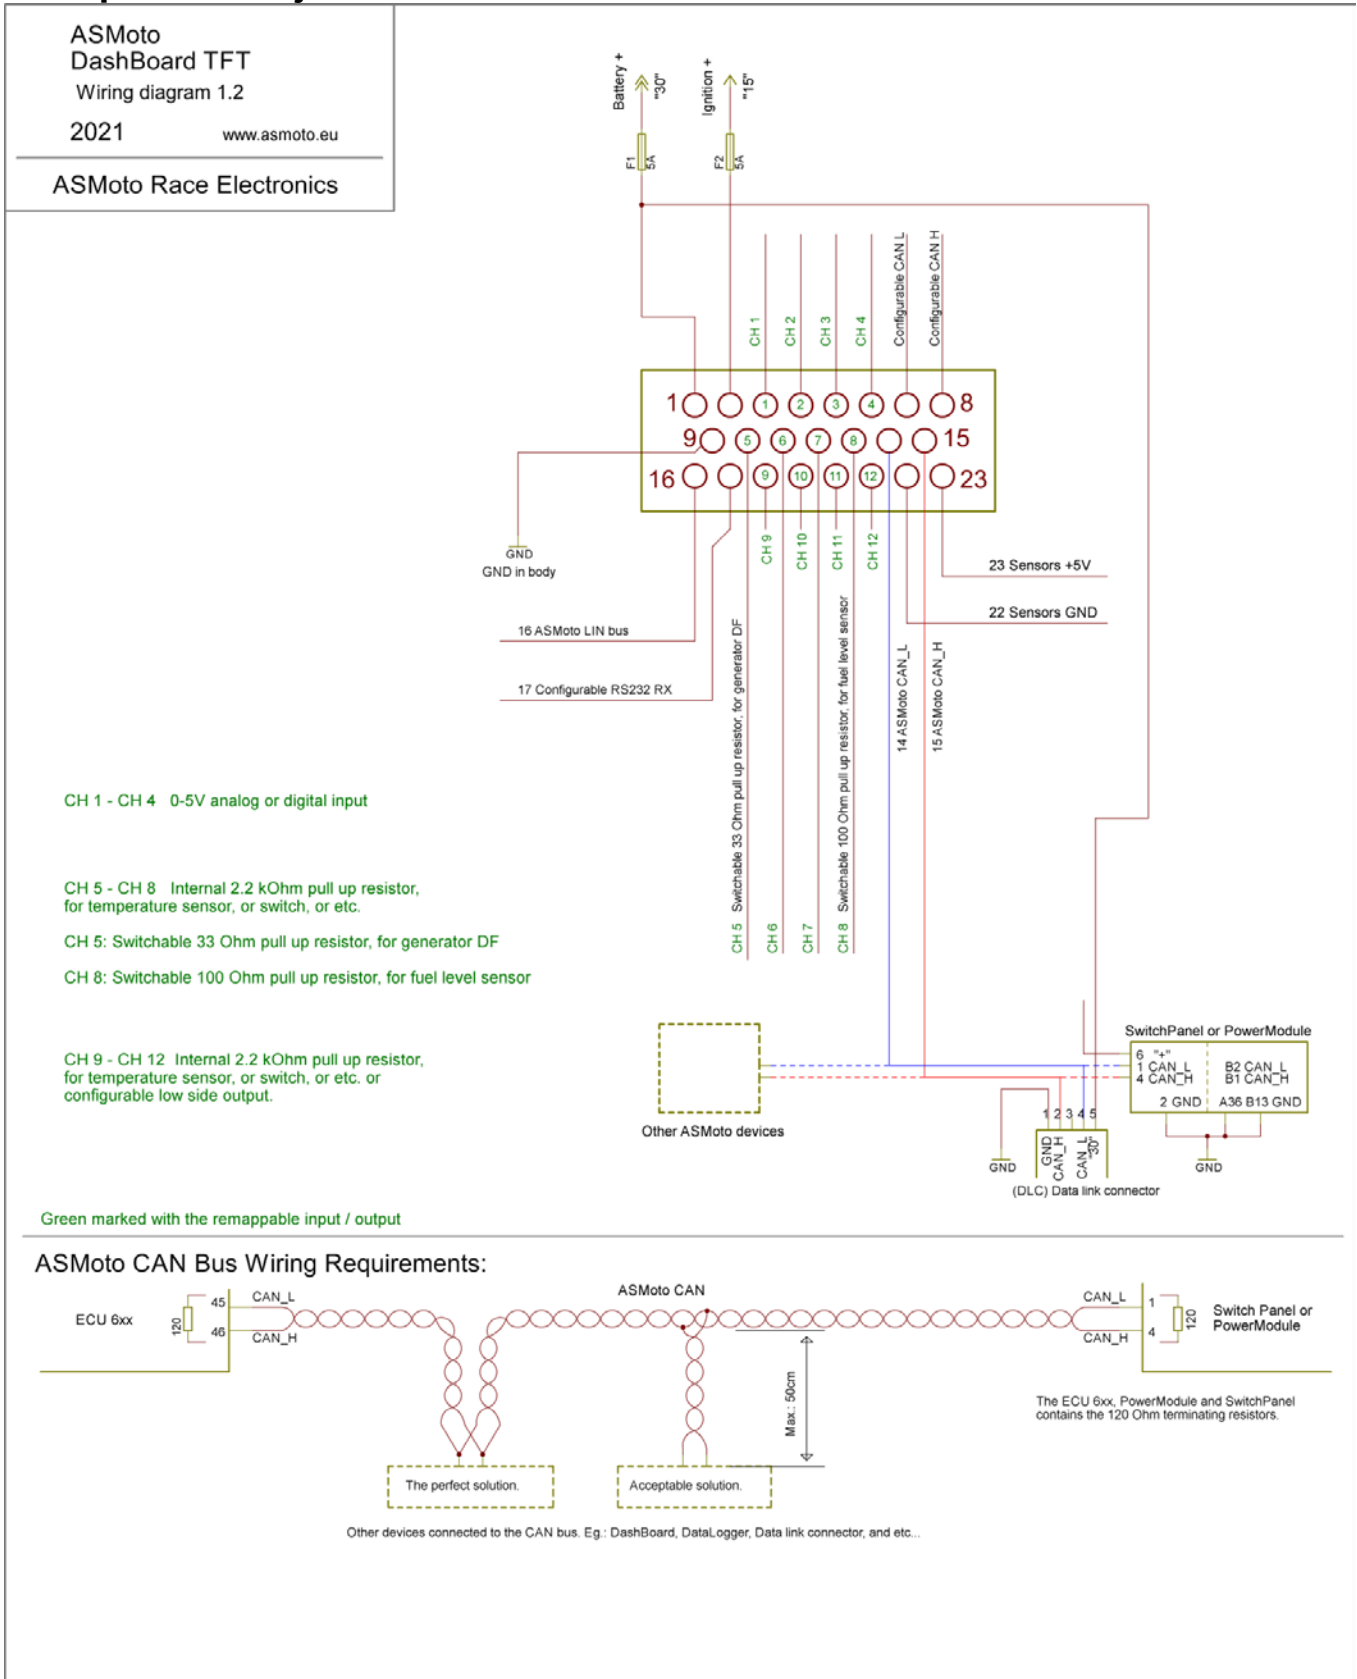 ASMoto
DashBoard TFT
Wiring diagram 1.2
2021 www.asmoto.eu
ASMoto Race Electronics
Battery +
"30"
Ignition +
"15"
F1
5A
F2
5A
CH 1
CH 2
CH 3
CH 4
Configurable CAN L
Configurable CAN H
1 1 2 3 4 8
9 5 6 7 8 15
16 9 10 11 12 23
GND
GND in body
CH 9
CH 10
CH 11
CH 12
23 Sensors +5V
22 Sensors GND
16 ASMoto LIN bus
17 Configurable RS232 RX
CH 5 Switchable 33 Ohm pull up resistor, for generator DF
CH 6
CH 7
CH 8 Switchable 100 Ohm pull up resistor, for fuel level sensor
14 ASMoto CAN_L
15 ASMoto CAN_H
CH 1 - CH 4 0-5V analog or digital input
CH 5 - CH 8 Internal 2.2 kOhm pull up resistor,
for temperature sensor, or switch, or etc.
CH 5: Switchable 33 Ohm pull up resistor, for generator DF
CH 8: Switchable 100 Ohm pull up resistor, for fuel level sensor
CH 9 - CH 12 Internal 2.2 kOhm pull up resistor,
for temperature sensor, or switch, or etc. or
configurable low side output.
Other ASMoto devices
SwitchPanel or PowerModule
6 "+"
1 CAN_L B2 CAN_L
4 CAN_H B1 CAN_H
2 GND A36 B13 GND
GND
1 2 3 4 5
GND
CAN_H
CAN_L
"30"
GND
(DLC) Data link connector
Green marked with the remappable input / output
ASMoto CAN Bus Wiring Requirements:
ECU 6xx
120
45
46
CAN_L
CAN_H
ASMoto CAN
CAN_L
CAN_H
1
4
120
Switch Panel or
PowerModule
Max.: 50cm
The ECU 6xx, PowerModule and SwitchPanel
contains the 120 Ohm terminating resistors.
The perfect solution.
Acceptable solution.
Other devices connected to the CAN bus. Eg.: DashBoard, DataLogger, Data link connector, and etc...